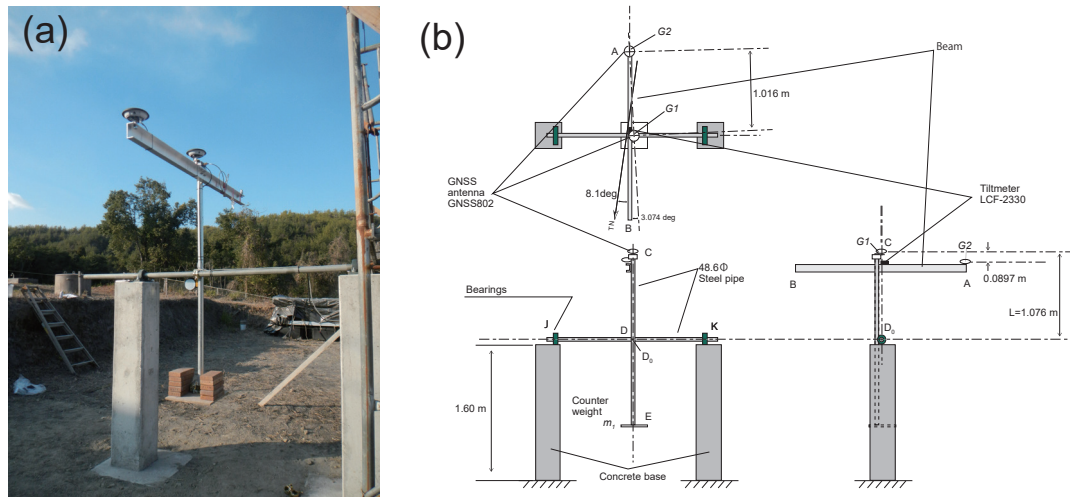 (a)
(b)
G2
A
Beam
1.016 m
G1
GNSS
antenna
GNSS802
8.1deg
TN
B
3.074 deg
Tiltmeter
LCF-2330
C
48.6Φ
Steel pipe
G1
C
G2
B
A
0.0897 m
L=1.076 m
Bearings
J
D
K
D₀
D₀
1.60 m
Counter
weight
m₁
E
Concrete base